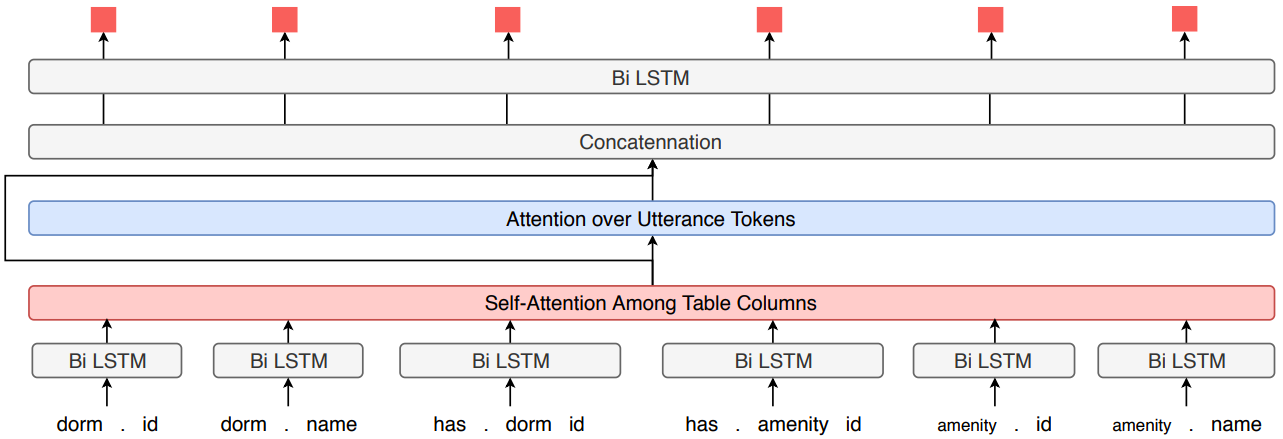 Bi LSTM
Concatennation
Attention over Utterance Tokens
Self-Attention Among Table Columns
Bi LSTM Bi LSTM Bi LSTM Bi LSTM Bi LSTM Bi LSTM
dorm . id dorm . name has . dorm id has . amenity id amenity . id amenity . name